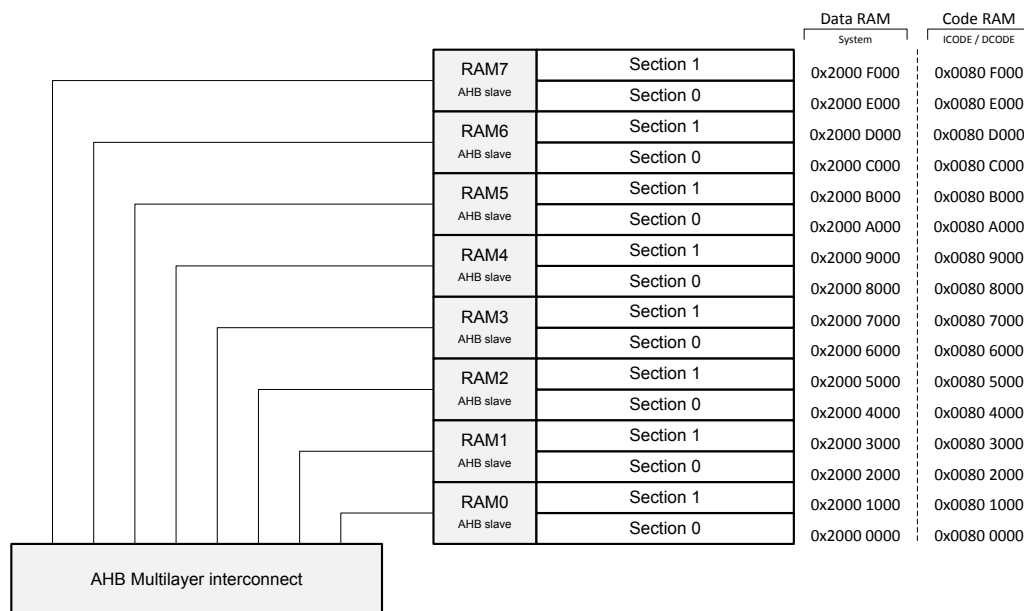 Data RAM Code RAM
System ICODE / DCODE
RAM7 Section 1
AHB slave 0x2000 F000 0x0080 F000
Section 0
0x2000 E000 0x0080 E000
RAM6 Section 1
AHB slave 0x2000 D000 0x0080 D000
Section 0
0x2000 C000 0x0080 C000
RAM5 Section 1
AHB slave 0x2000 B000 0x0080 B000
Section 0
0x2000 A000 0x0080 A000
RAM4 Section 1
AHB slave 0x2000 9000 0x0080 9000
Section 0
0x2000 8000 0x0080 8000
RAM3 Section 1
AHB slave 0x2000 7000 0x0080 7000
Section 0
0x2000 6000 0x0080 6000
RAM2 Section 1
AHB slave 0x2000 5000 0x0080 5000
Section 0
0x2000 4000 0x0080 4000
RAM1 Section 1
AHB slave 0x2000 3000 0x0080 3000
Section 0
0x2000 2000 0x0080 2000
RAM0 Section 1
AHB slave 0x2000 1000 0x0080 1000
Section 0
0x2000 0000 0x0080 0000
AHB Multilayer interconnect